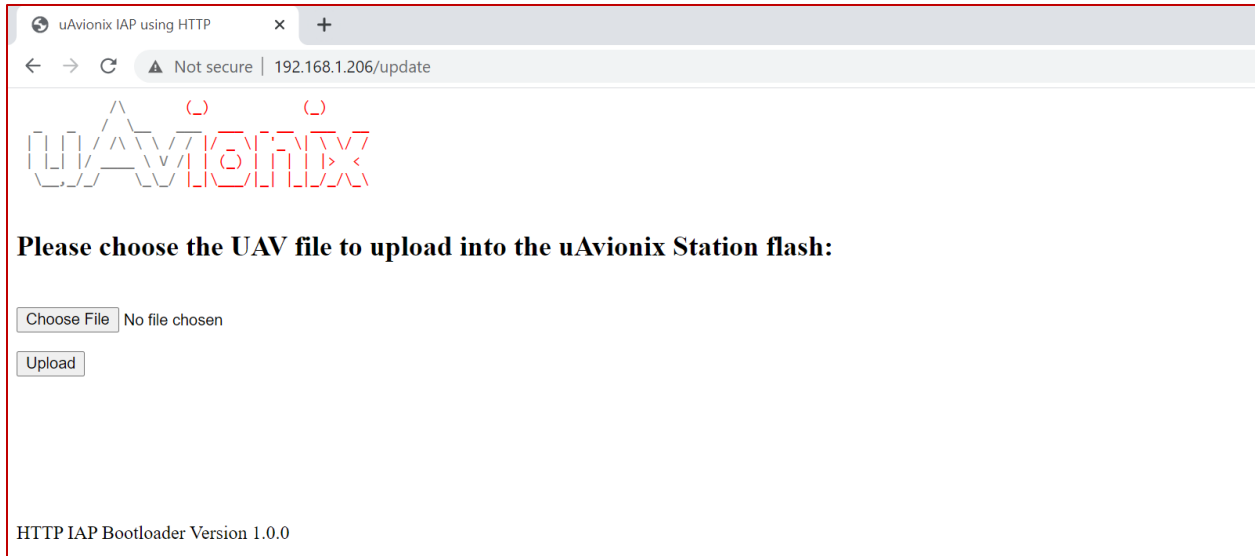 uAvionix IAP using HTTP
Not secure | 192.168.1.206/update
uAvionix
Please choose the UAV file to upload into the uAvionix Station flash:
Choose File No file chosen
Upload
HTTP IAP Bootloader Version 1.0.0